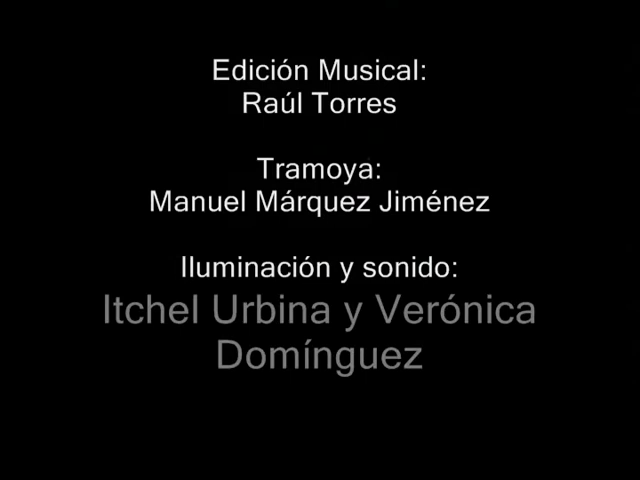 Edición Musical:
Raúl Torres
Tramoya:
Manuel Márquez Jiménez
Iluminación y sonido:
Itchel Urbina y Verónica
Domínguez